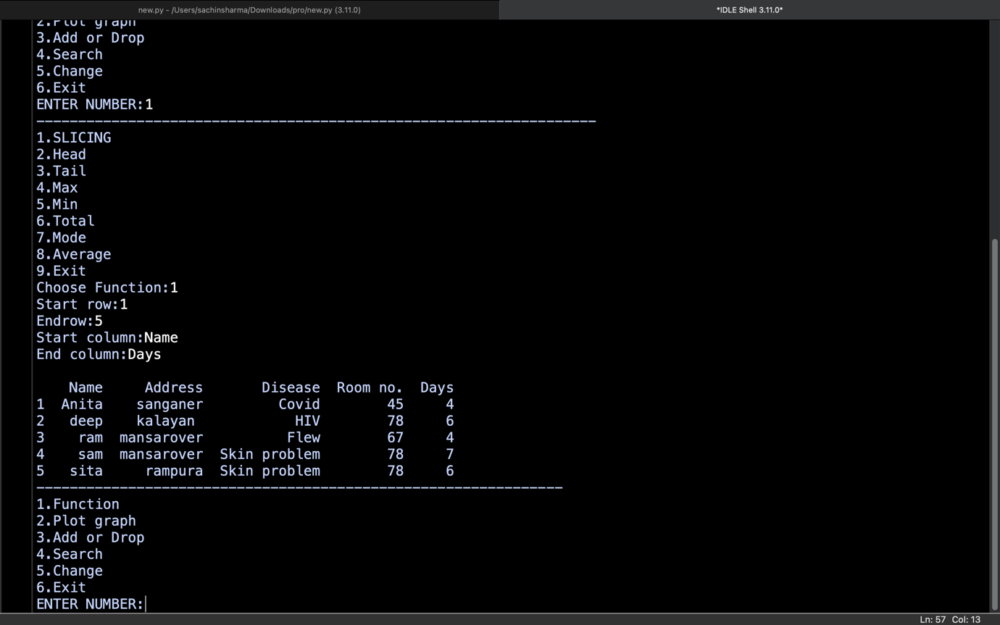 new.py - /Users/sachinsharma/Downloads/pro/new.py (3.11.0)
*IDLE Shell 3.11.0*
2.Plot graph
3.Add or Drop
4.Search
5.Change
6.Exit
ENTER NUMBER:1
-------------------------------------------------------------------
1.SLICING
2.Head
3.Tail
4.Max
5.Min
6.Total
7.Mode
8.Average
9.Exit
Choose Function:1
Start row:1
Endrow:5
Start column:Name
End column:Days
Name Address Disease Room no. Days
1 Anita sanganer Covid 45 4
2 deep kalayan HIV 78 6
3 ram mansarover Flew 67 4
4 sam mansarover Skin problem 78 7
5 sita rampura Skin problem 78 6
---------------------------------------------------------------
1.Function
2.Plot graph
3.Add or Drop
4.Search
5.Change
6.Exit
ENTER NUMBER:
Ln: 57 Col: 13